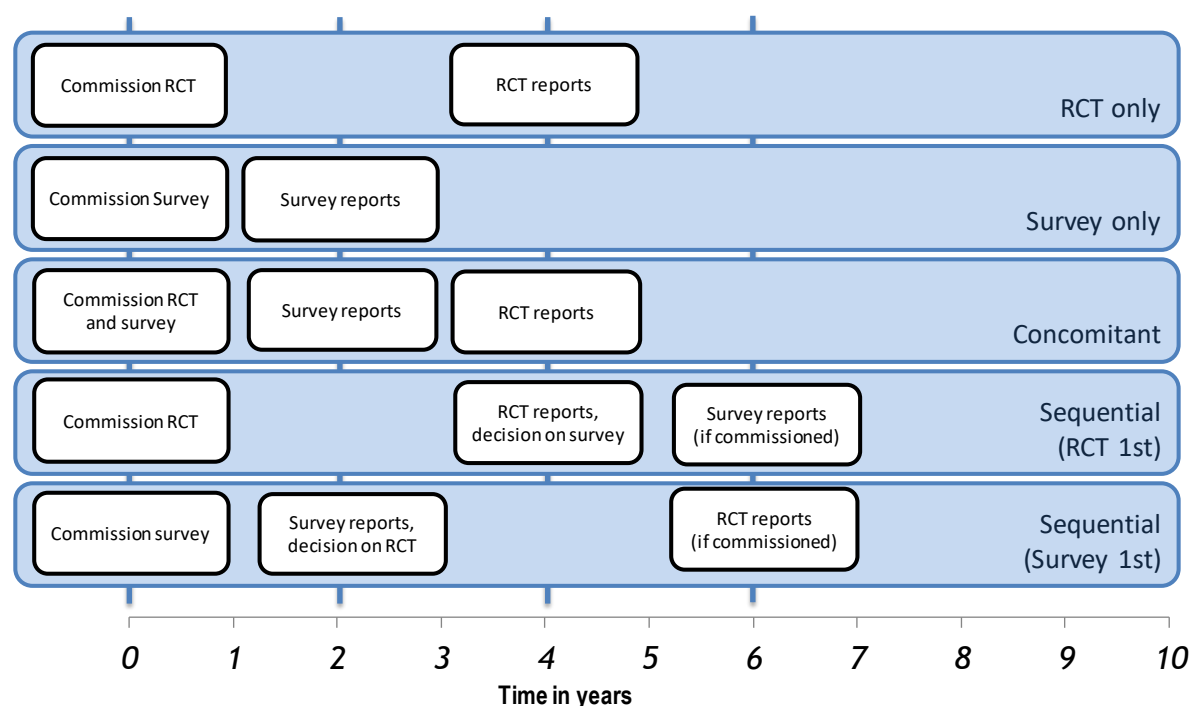 Commission RCT
RCT reports
RCT only
Commission Survey
Survey reports
Survey only
Commission RCT
and survey
Survey reports
RCT reports
Concomitant
Commission RCT
RCT reports,
decision on survey
Survey reports
(if commissioned)
Sequential
(RCT 1st)
Commission survey
Survey reports,
decision on RCT
RCT reports
(if commissioned)
Sequential
(Survey 1st)
0 1 2 3 4 5 6 7 8 9 10
Time in years